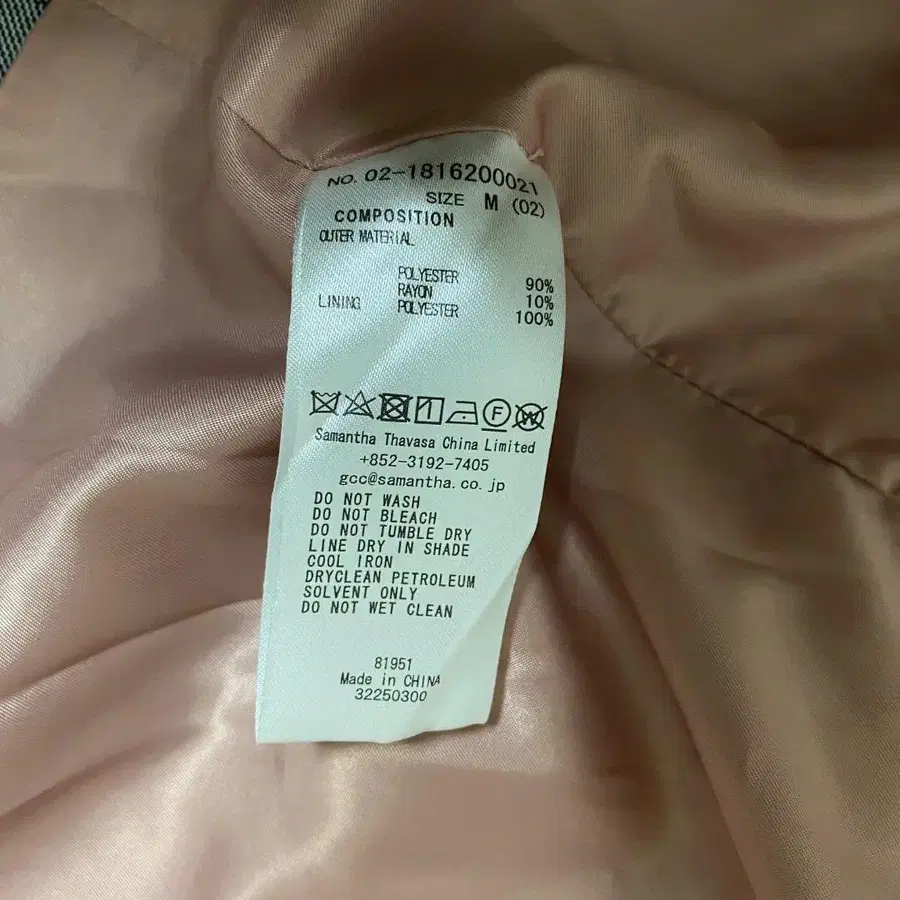 NO. 02-1816200021
SIZE M (02)
COMPOSITION
OUTER MATERIAL
POLYESTER 90%
RAYON 10%
LINING POLYESTER 100%
Samantha Thavasa China Limited
+852-3192-7405
gcc@samantha.co.jp
DO NOT WASH
DO NOT BLEACH
DO NOT TUMBLE DRY
LINE DRY IN SHADE
COOL IRON
DRYCLEAN PETROLEUM
SOLVENT ONLY
DO NOT WET CLEAN
81951
Made in CHINA
32250300